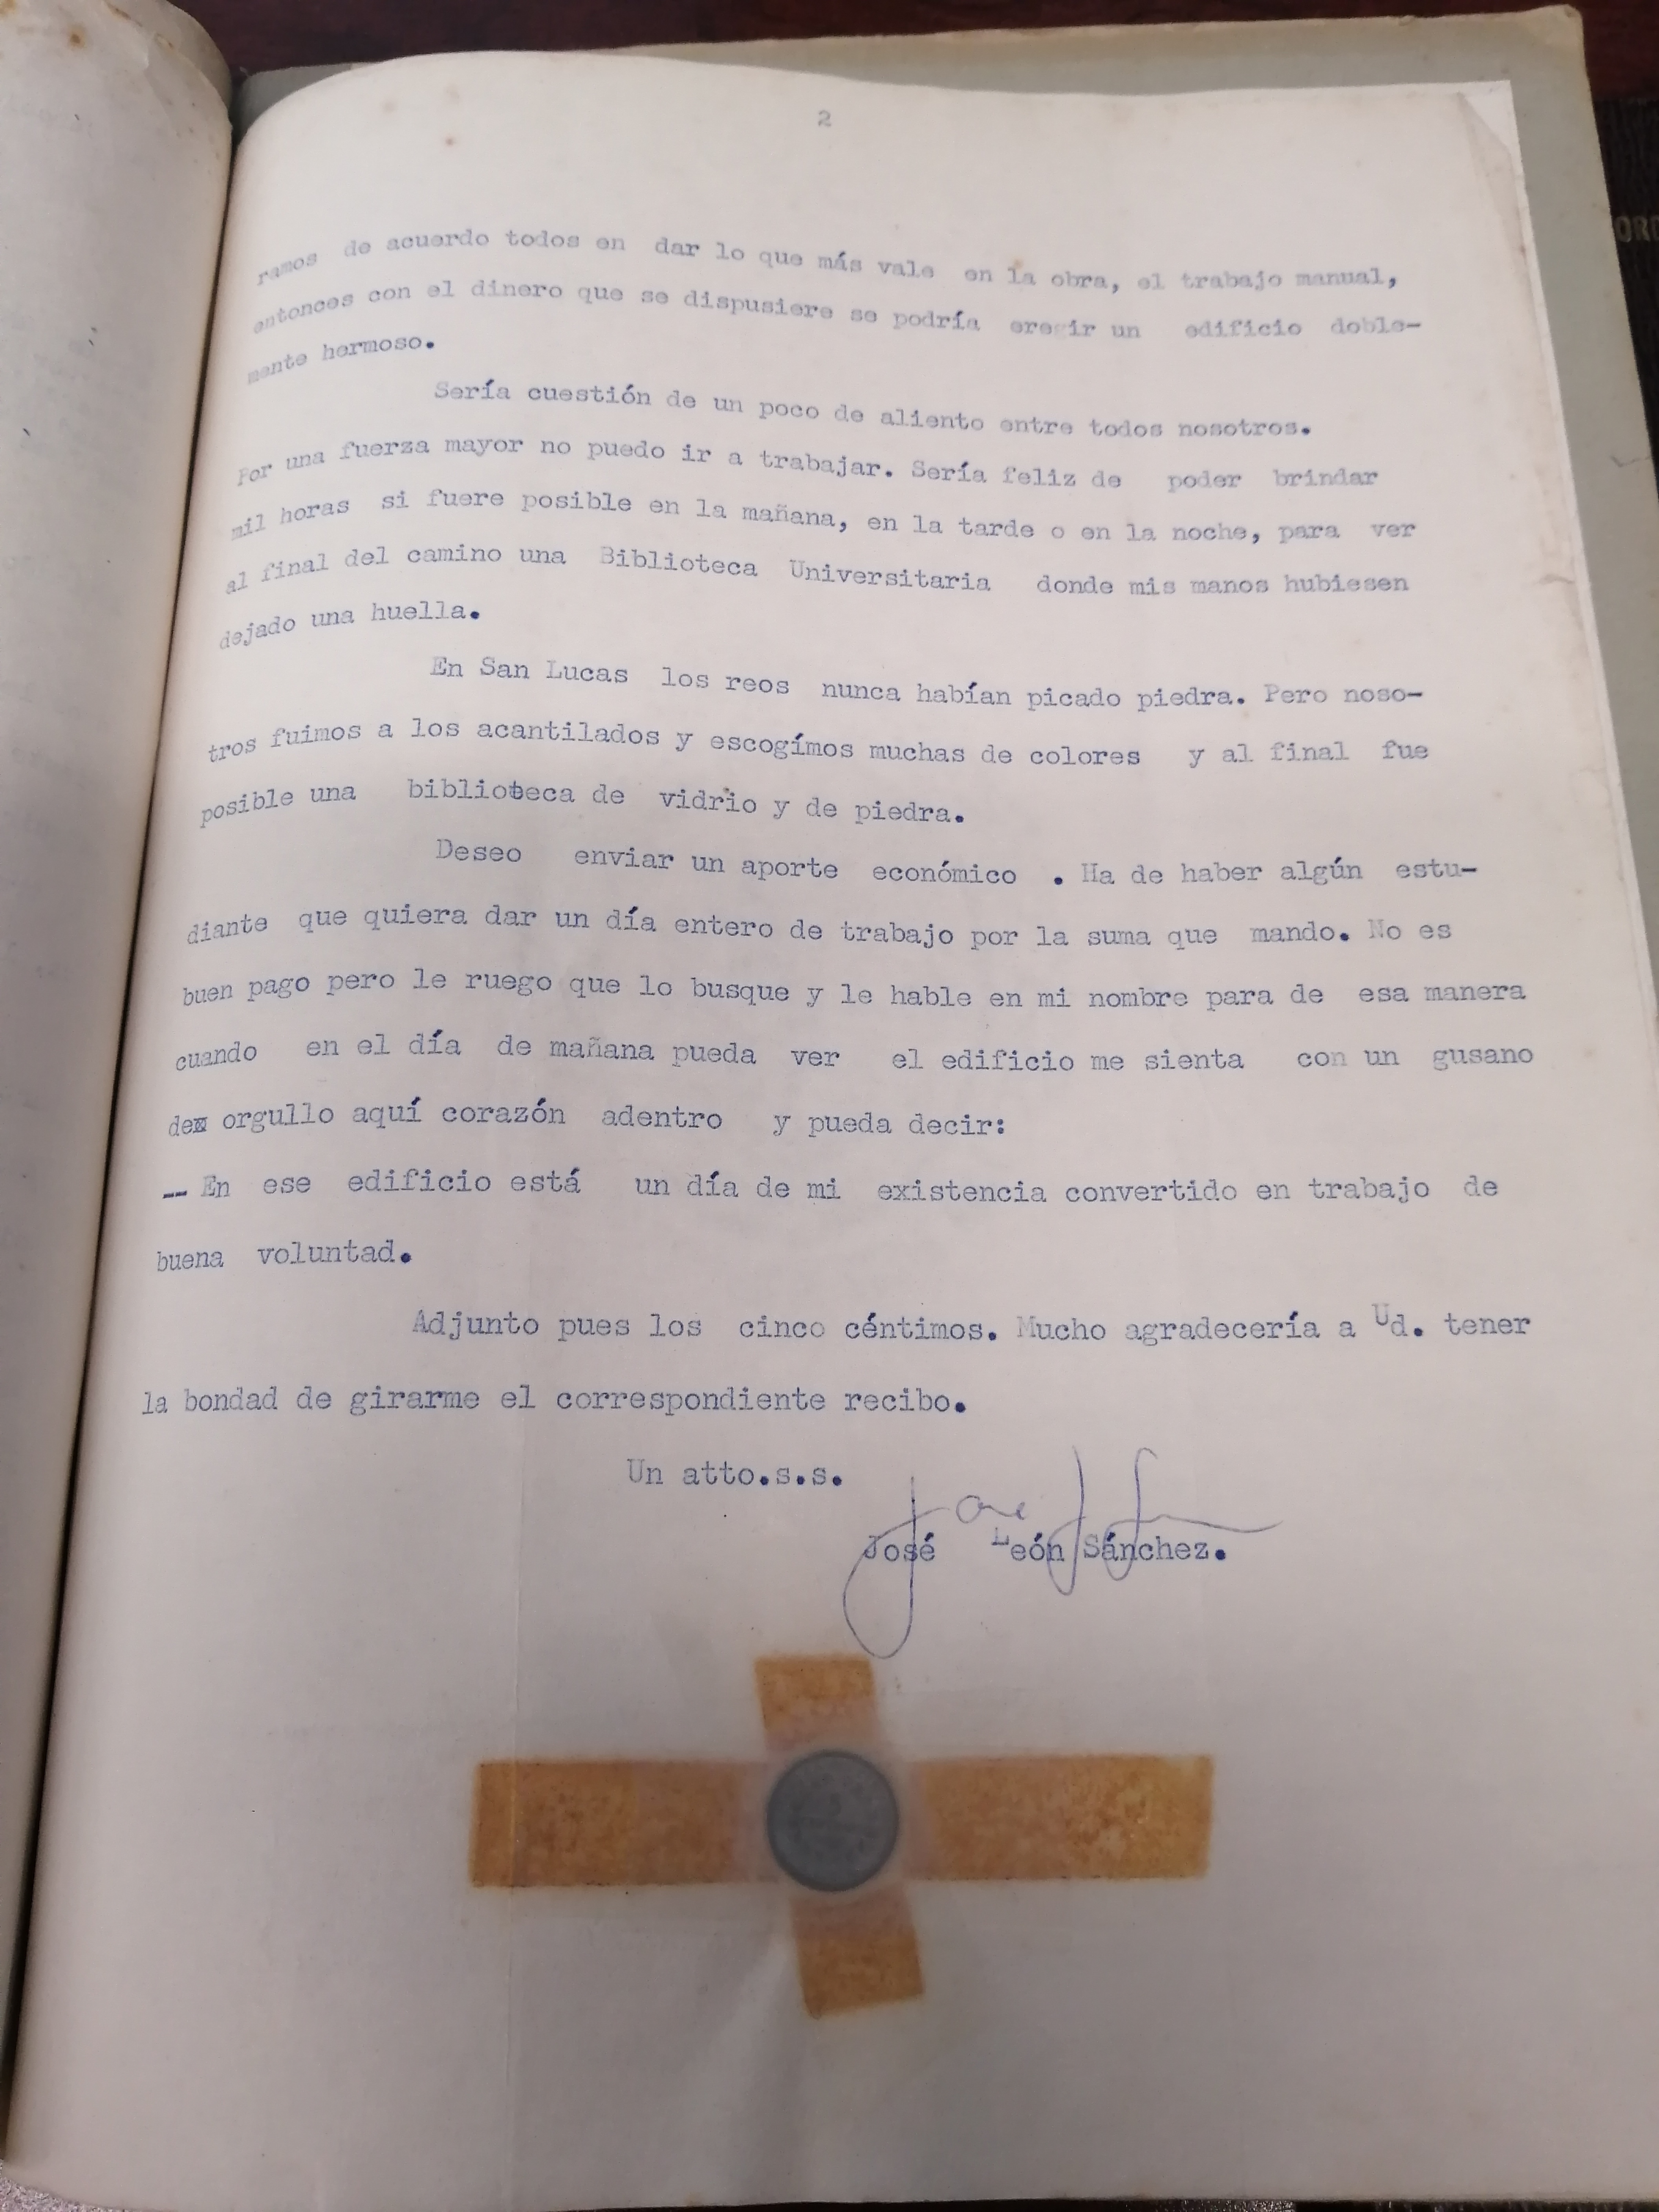 2
ramos de acuerdo todos en dar lo que más vale en la obra, el trabajo manual,
entonces con el dinero que se dispusiere se podría eregir un edificio doble-
mente hermoso.
Sería cuestión de un poco de aliento entre todos nosotros.
Por una fuerza mayor no puedo ir a trabajar. Sería feliz de poder brindar
mil horas si fuere posible en la mañana, en la tarde o en la noche, para ver
al final del camino una Biblioteca Universitaria donde mis manos hubiesen
dejado una huella.
En San Lucas los reos nunca habían picado piedra. Pero noso-
tros fuimos a los acantilados y escogímos muchas de colores y al final fue
posible una biblioteca de vidrio y de piedra.
Deseo enviar un aporte económico . Ha de haber algún estu-
diante que quiera dar un día entero de trabajo por la suma que mando. No es
buen pago pero le ruego que lo busque y le hable en mi nombre para de esa manera
cuando en el día de mañana pueda ver el edificio me sienta con un gusano
de orgullo aquí corazón adentro y pueda decir:
-- En ese edificio está un día de mi existencia convertido en trabajo de
buena voluntad.
Adjunto pues los cinco céntimos. Mucho agradecería a Ud. tener
la bondad de girarme el correspondiente recibo.
Un atto.s.s.
José León Sánchez.